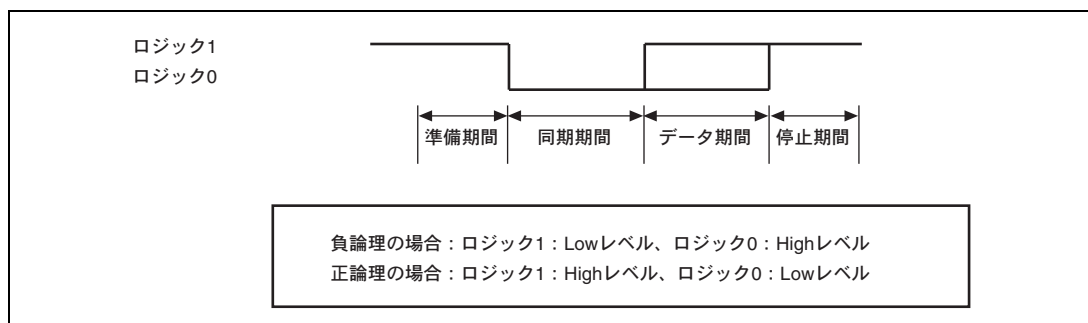 ロジック1
ロジック0
準備期間 同期期間 データ期間 停止期間
負論理の場合：ロジック1：Lowレベル、ロジック0：Highレベル
正論理の場合：ロジック1：Highレベル、ロジック0：Lowレベル